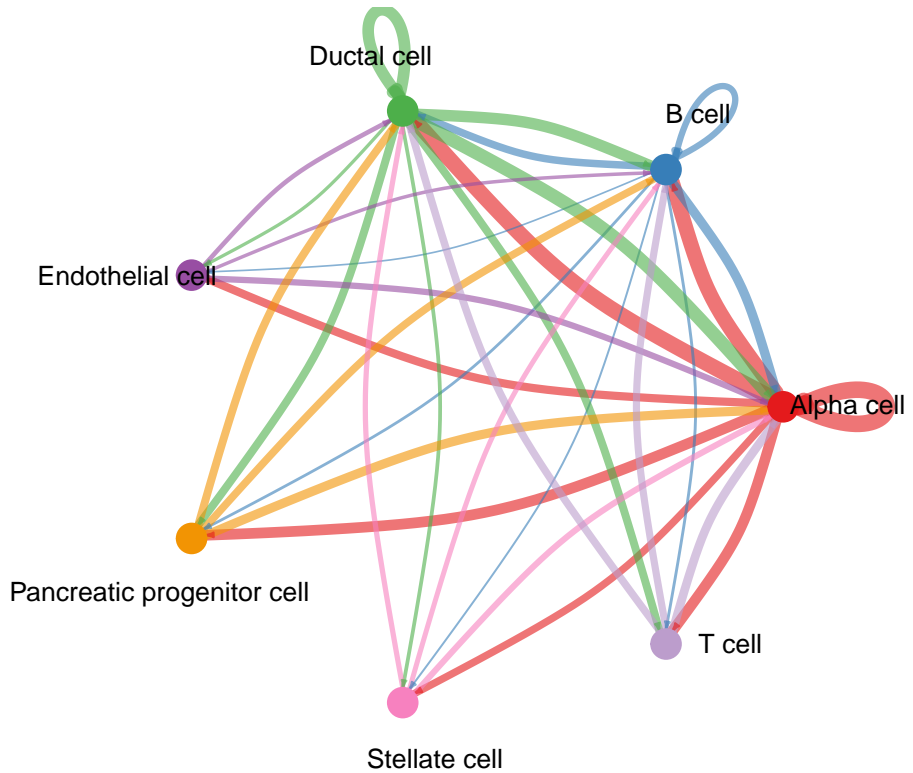 Ductal cell
B cell
Endothelial cell
Alpha cell
Pancreatic progenitor cell
T cell
Stellate cell